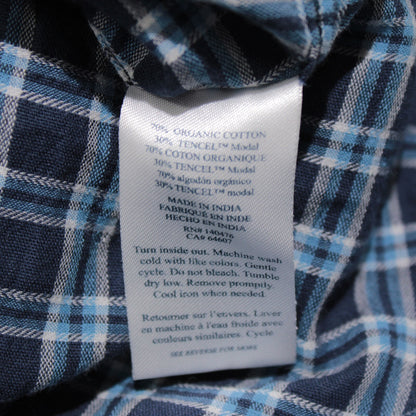 70% ORGANIC COTTON
30% TENCEL™ Modal
70% COTON ORGANIQUE
30% TENCEL™ modal
70% algodón orgánico
30% TENCEL™ modal
MADE IN INDIA
FABRIQUÉ EN INDE
HECHO EN INDIA
RN# 140476
CA# 64607
Turn inside out. Machine wash
cold with like colors. Gentle
cycle. Do not bleach. Tumble
dry low. Remove promptly.
Cool iron when needed.
Retourner sur l'envers. Laver
en machine à l'eau froide avec
couleurs similaires. Cycle
SEE REVERSE FOR MORE